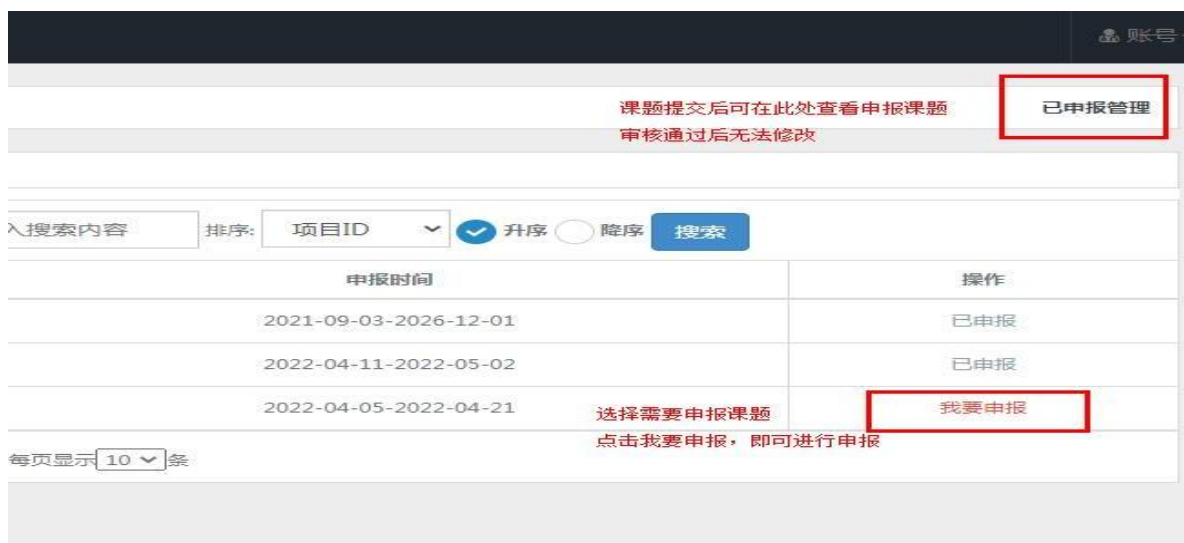 账号
课题提交后可在此处查看申报课题
已申报管理
审核通过后无法修改
入搜索内容 排序: 项目ID 升序 降序 搜索
申报时间 操作
2021-09-03-2026-12-01 已申报
2022-04-11-2022-05-02 已申报
2022-04-05-2022-04-21 选择需要申报课题 我要申报
点击我要申报，即可进行申报
每页显示 10 条